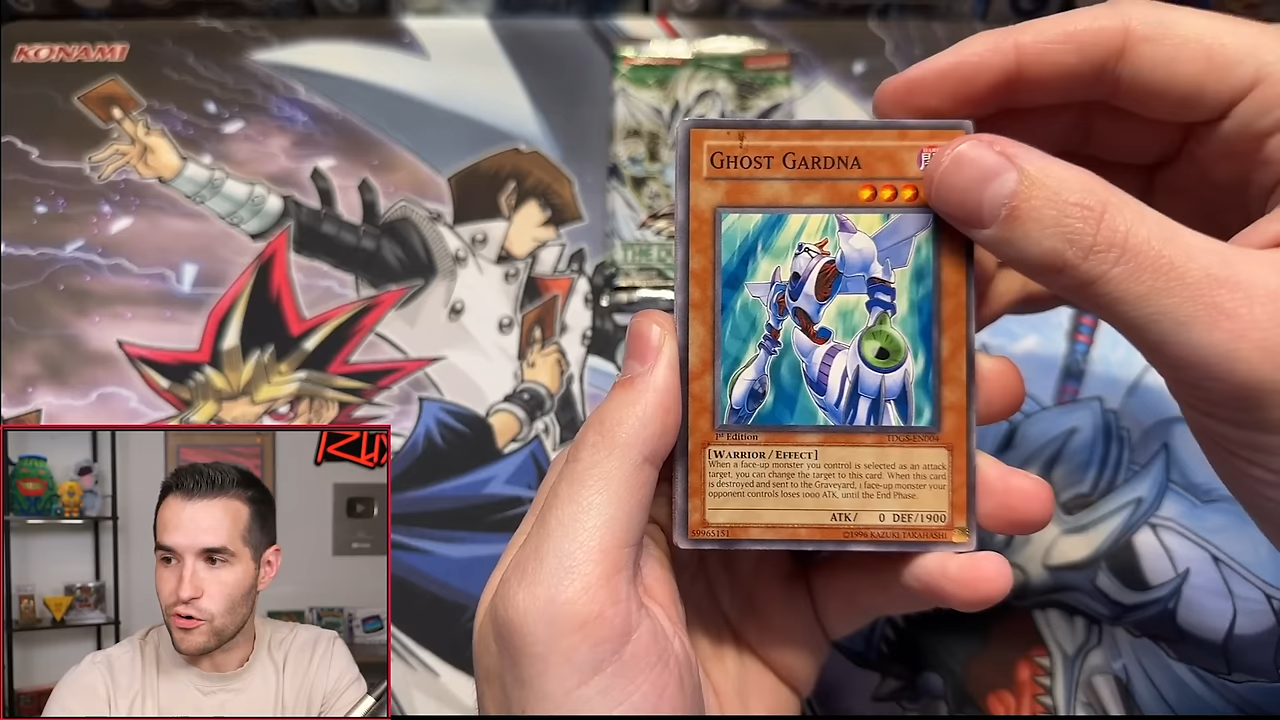 KONAMI
GHOST GARDNA
1st Edition
TDGS-EN004
[WARRIOR/EFFECT]
When a face-up monster you control is selected as an attack
target, you can change the target to this card. When this card
is destroyed and sent to the Graveyard, 1 face-up monster your
opponent controls loses 1000 ATK, until the End Phase.
ATK/ 0 DEF/1900
59965151
©1996 KAZUKI TAKAHASHI